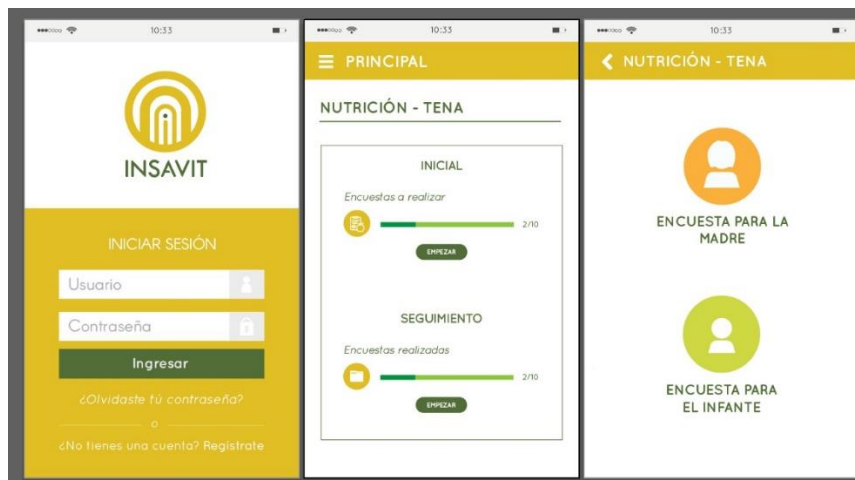 10:33
INSAVIT
INICIAR SESIÓN
Usuario
Contraseña
Ingresar
¿Olvidaste tú contraseña?
o
¿No tienes una cuenta? Regístrate
10:33
PRINCIPAL
NUTRICIÓN - TENA
INICIAL
Encuestas a realizar
2/10
EMPEZAR
SEGUIMIENTO
Encuestas realizadas
2/10
EMPEZAR
10:33
NUTRICIÓN - TENA
ENCUESTA PARA LA
MADRE
ENCUESTA PARA
EL INFANTE